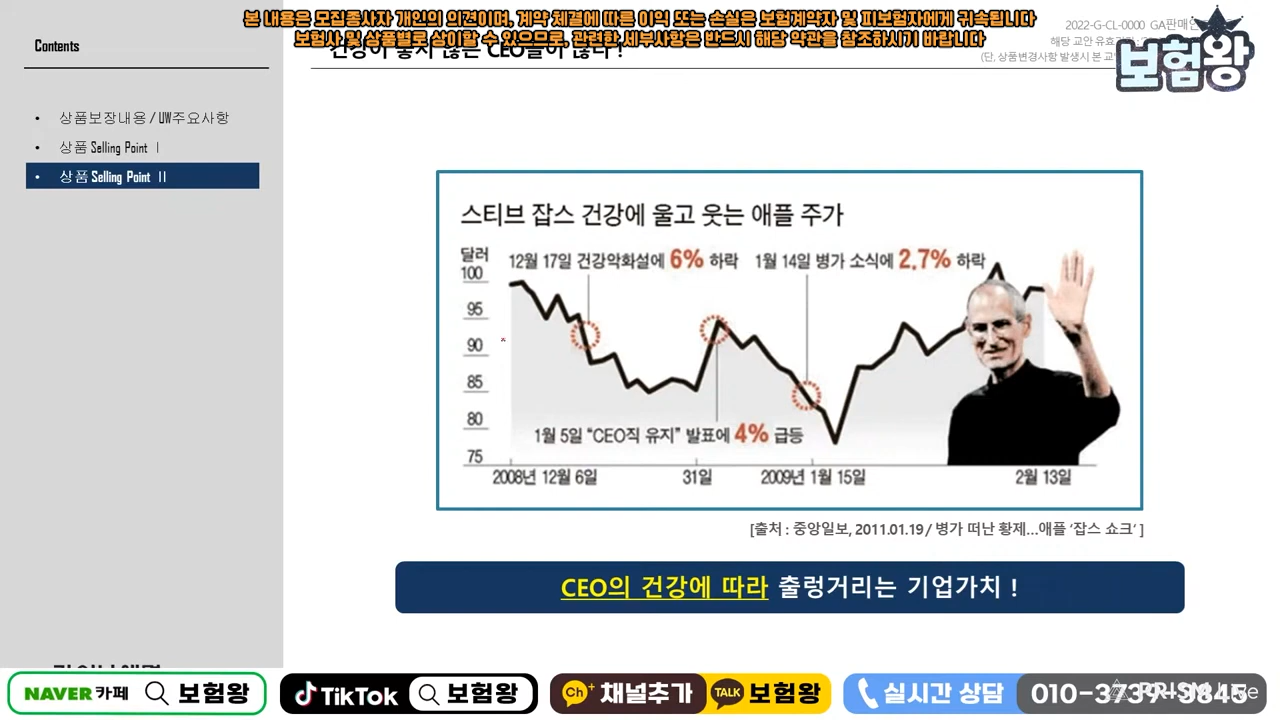 본 내용은 모집종사자 개인의 의견이며, 계약 체결에 따른 이익 또는 손실은 보험계약자 및 피보험자에게 귀속됩니다
보험사 및 상품별로 상이할 수 있으므로, 관련한 세부사항은 반드시 해당 약관을 참조하시기 바랍니다
2022-G-CL-0000 GA판매인
해당 교안 유효
(단, 상품변경사항 발생시 본 교
보험왕
Contents
• 상품보장내용 / UW주요사항
• 상품 Selling Point Ⅰ
• 상품 Selling Point Ⅱ
스티브 잡스 건강에 울고 웃는 애플 주가
달러
12월 17일 건강악화설에 6% 하락
1월 14일 병가 소식에 2.7% 하락
100
95
90
85
80
75
1월 5일 “CEO직 유지” 발표에 4% 급등
2008년 12월 6일
31일
2009년 1월 15일
2월 13일
[출처 : 중앙일보, 2011.01.19 / 병가 떠난 황제…애플 ‘잡스 쇼크’ ]
CEO의 건강에 따라 출렁거리는 기업가치 !
NAVER 카페 보험왕
TikTok 보험왕
Ch+ 채널추가 TALK 보험왕
실시간 상담 010-3739-9845
PRISM Live